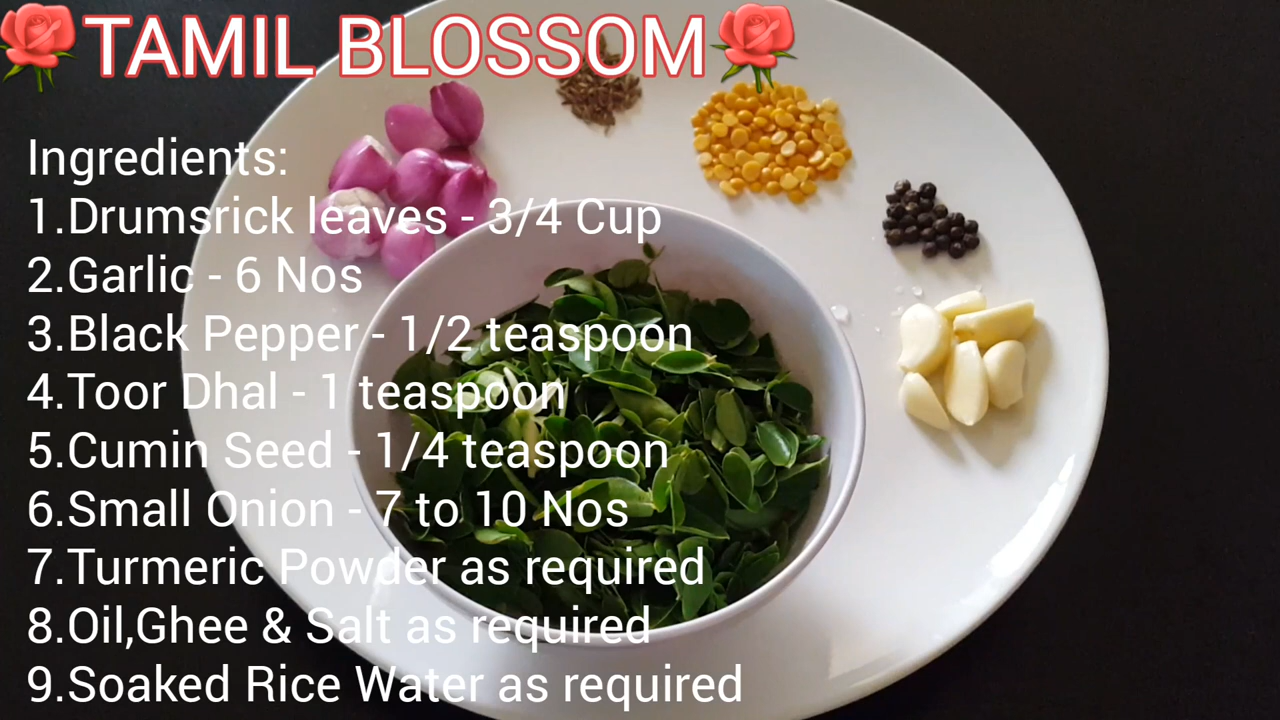 🌹TAMIL BLOSSOM🌹
Ingredients:
1.Drumsrick leaves - 3/4 Cup
2.Garlic - 6 Nos
3.Black Pepper - 1/2 teaspoon
4.Toor Dhal - 1 teaspoon
5.Cumin Seed - 1/4 teaspoon
6.Small Onion - 7 to 10 Nos
7.Turmeric Powder as required
8.Oil,Ghee & Salt as required
9.Soaked Rice Water as required